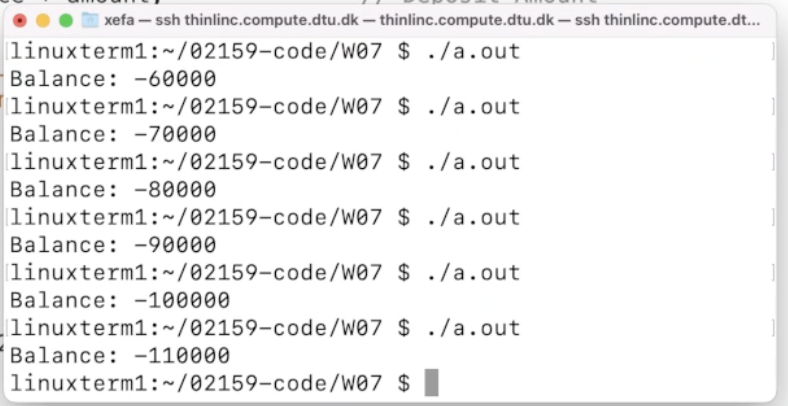 xefa — ssh thinlinc.compute.dtu.dk — thinlinc.compute.dtu.dk — ssh thinlinc.compute.dt...
linuxterm1:~/02159-code/W07 $ ./a.out
Balance: -60000
linuxterm1:~/02159-code/W07 $ ./a.out
Balance: -70000
linuxterm1:~/02159-code/W07 $ ./a.out
Balance: -80000
linuxterm1:~/02159-code/W07 $ ./a.out
Balance: -90000
linuxterm1:~/02159-code/W07 $ ./a.out
Balance: -100000
linuxterm1:~/02159-code/W07 $ ./a.out
Balance: -110000
linuxterm1:~/02159-code/W07 $